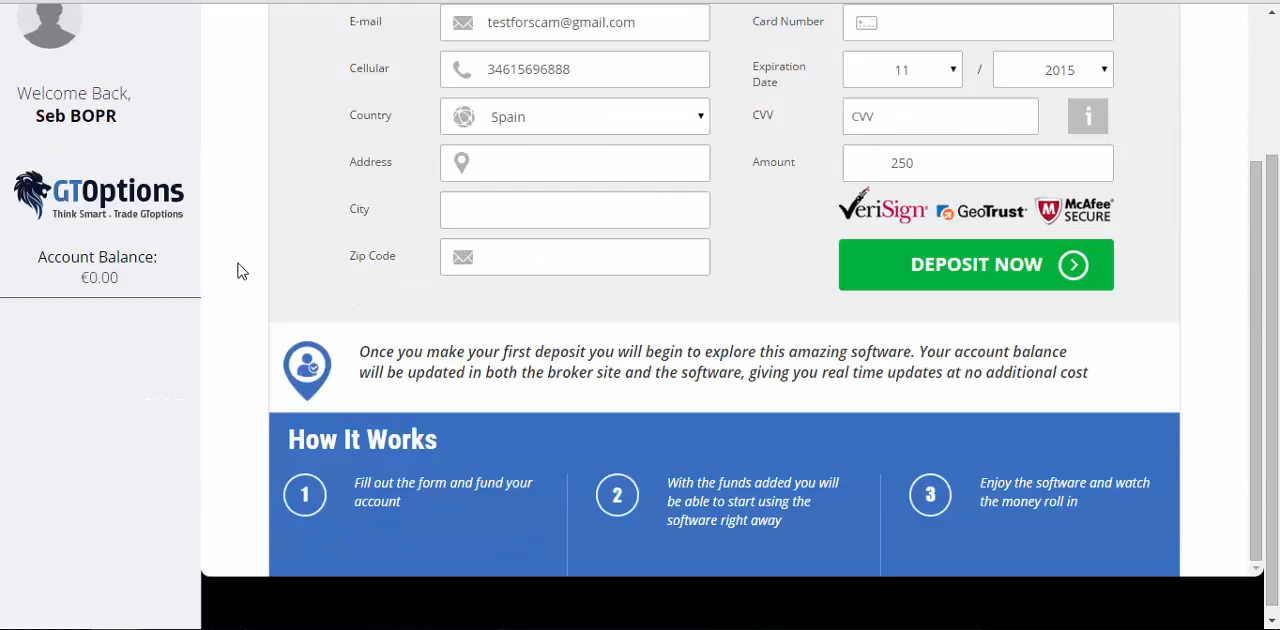 Welcome Back,
Seb BOPR
GTOptions
Think Smart . Trade GToptions
Account Balance:
€0.00
E-mail
testforscam@gmail.com
Cellular
34615696888
Country
Spain
Address
City
Zip Code
Card Number
Expiration
Date
11 / 2015
CVV
CVV
i
Amount
250
VeriSign
GeoTrust
McAfee
SECURE
DEPOSIT NOW
Once you make your first deposit you will begin to explore this amazing software. Your account balance
will be updated in both the broker site and the software, giving you real time updates at no additional cost
How It Works
1
Fill out the form and fund your
account
2
With the funds added you will
be able to start using the
software right away
3
Enjoy the software and watch
the money roll in